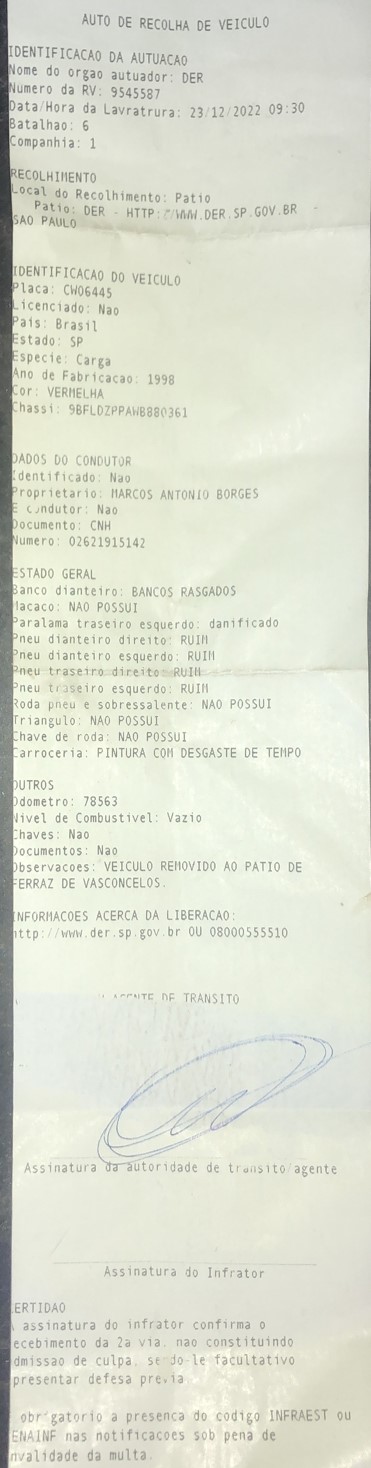 AUTO DE RECOLHA DE VEICULO
IDENTIFICACAO DA AUTUACAO
Nome do orgao autuador: DER
Numero da RV: 9545587
Data/Hora da Lavratrura: 23/12/2022 09:30
Batalhao: 6
Companhia: 1
RECOLHIMENTO
Local do Recolhimento: Patio
Patio: DER - HTTP://WWW.DER.SP.GOV.BR -
SAO PAULO
IDENTIFICACAO DO VEICULO
Placa: CWO6445
Licenciado: Nao
Pais: Brasil
Estado: SP
Especie: Carga
Ano de Fabricacao: 1998
Cor: VERMELHA
Chassi: 9BFLDZPPAWB880361
DADOS DO CONDUTOR
Identificado: Nao
Proprietario: MARCOS ANTONIO BORGES
E condutor: Nao
Documento: CNH
Numero: 02621915142
ESTADO GERAL
Banco dianteiro: BANCOS RASGADOS
Macaco: NAO POSSUI
Paralama traseiro esquerdo: danificado
Pneu dianteiro direito: RUIM
Pneu dianteiro esquerdo: RUIM
Pneu traseiro direito: RUIM
Pneu traseiro esquerdo: RUIM
Roda pneu e sobressalente: NAO POSSUI
Triangulo: NAO POSSUI
Chave de roda: NAO POSSUI
Carroceria: PINTURA COM DESGASTE DE TEMPO
OUTROS
Odometro: 78563
Nivel de Combustivel: Vazio
Chaves: Nao
Documentos: Nao
Observacoes: VEICULO REMOVIDO AO PATIO DE
FERRAZ DE VASCONCELOS.
INFORMACOES ACERCA DA LIBERACAO:
http://www.der.sp.gov.br OU 08000555510
AGENTE DE TRANSITO
Assinatura da autoridade de transito/agente
Assinatura do Infrator
CERTIDAO
A assinatura do infrator confirma o
recebimento da 2a via, nao constituindo
admissao de culpa, sendo-le facultativo
apresentar defesa previa
obrigatorio a presenca do codigo INFRAEST ou
RENAINF nas notificacoes sob pena de
invalidade da multa.